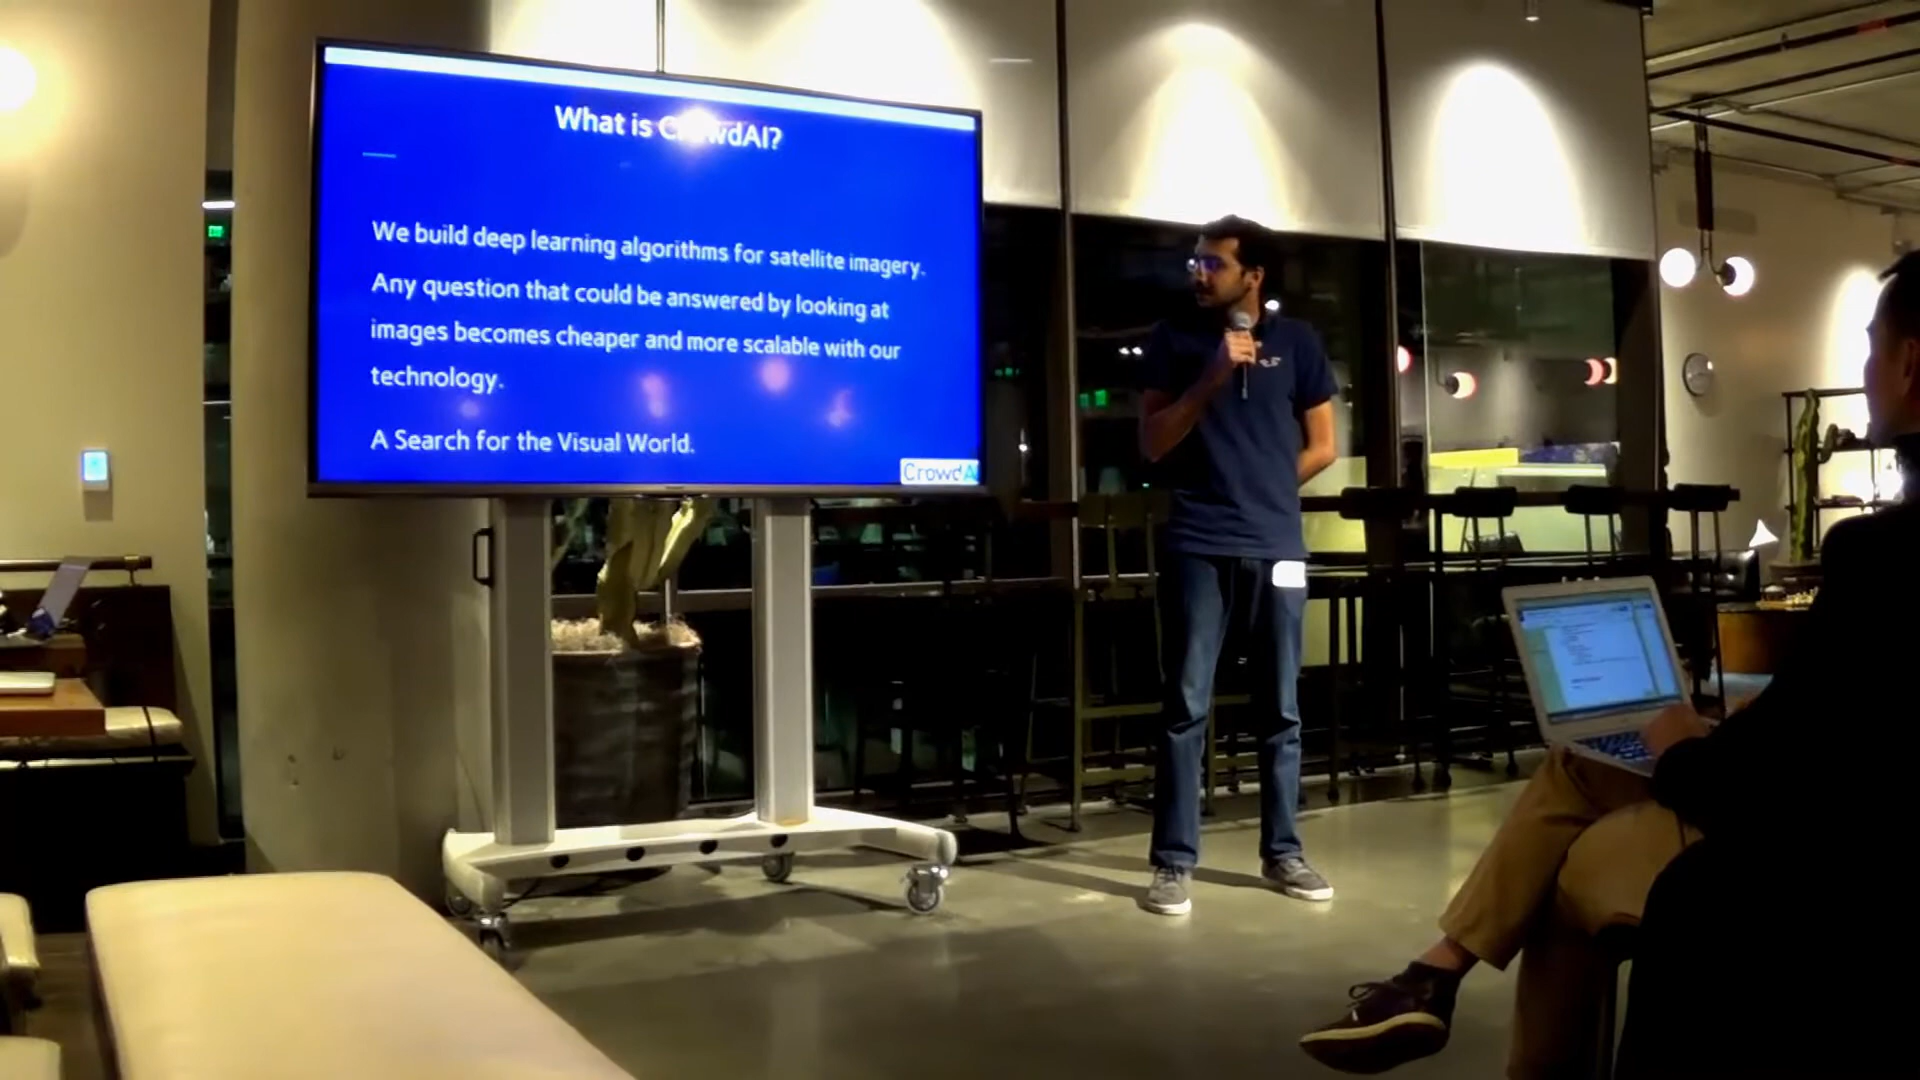 What is CrowdAI?
We build deep learning algorithms for satellite imagery.
Any question that could be answered by looking at
images becomes cheaper and more scalable with our
technology.
A Search for the Visual World.
CrowdAI